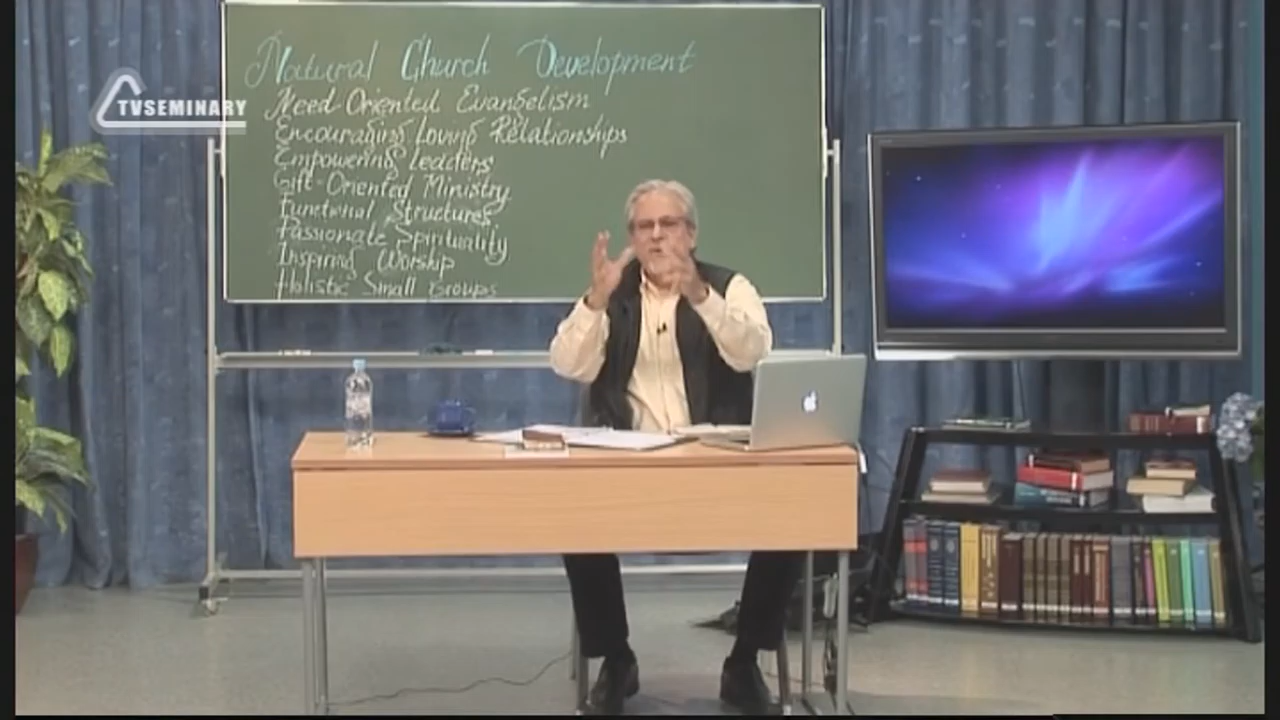 Natural Church Development
TVSEMINARY
Need-Oriented Evangelism
Encouraging Loving Relationships
Empowering Leaders
Gift-Oriented Ministry
Functional Structures
Passionate Spirituality
Inspiring Worship
Holistic Small Groups